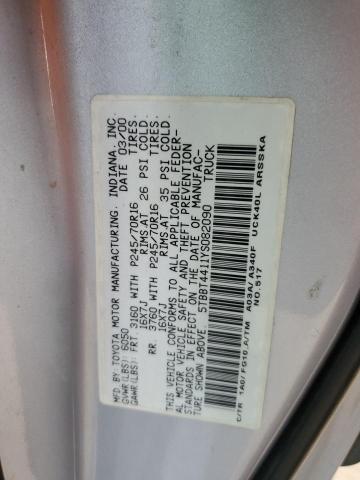 MFD BY TOYOTA MOTOR MANUFACTURING, INDIANA, INC.
GVWR(LBS): 6050 DATE 03/00
GAWR(LBS): FRT. 3160 WITH P245/70R16 TIRES.
16X7J RIMS.AT 26 PSI COLD.
RR. 3760 WITH P245/70R16 TIRES.
16X7J RIMS.AT 35 PSI COLD.
THIS VEHICLE CONFORMS TO ALL APPLICABLE FEDER-
AL MOTOR VEHICLE SAFETY AND THEFT PREVENTION
STANDARDS IN EFFECT ON THE DATE OF MANUFAC-
TURE SHOWN ABOVE.
5TBBT4411YS082090 TRUCK
C/TR 1A0/FG10 A/TM A03A/A340F UCK40L ARSSKA
NO.517